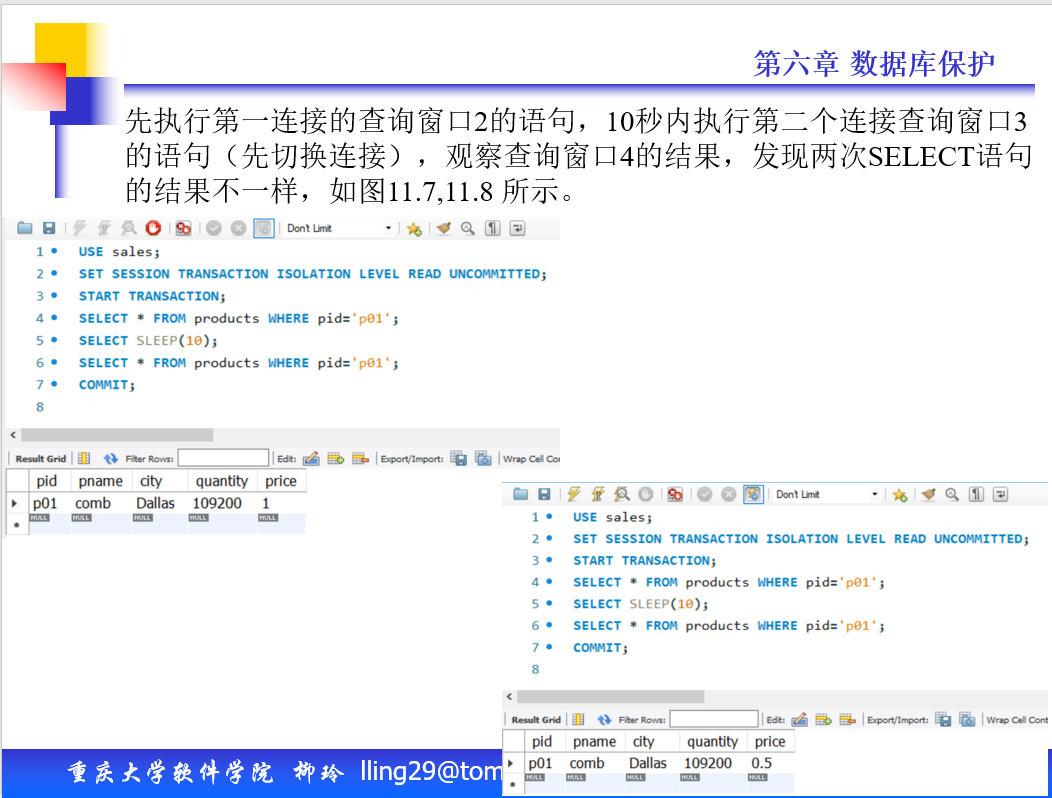 第六章 数据库保护
先执行第一连接的查询窗口2的语句，10秒内执行第二个连接查询窗口3
的语句（先切换连接），观察查询窗口4的结果，发现两次SELECT语句
的结果不一样，如图11.7,11.8 所示。
Don't Limit
1 USE sales;
2 SET SESSION TRANSACTION ISOLATION LEVEL READ UNCOMMITTED;
3 START TRANSACTION;
4 SELECT * FROM products WHERE pid='p01';
5 SELECT SLEEP(10);
6 SELECT * FROM products WHERE pid='p01';
7 COMMIT;
8
Result Grid Filter Rows: Edit: Export/Import: Wrap Cell Cor
pid pname city quantity price
p01 comb Dallas 109200 1
NULL NULL NULL NULL NULL
Don't Limit
1 USE sales;
2 SET SESSION TRANSACTION ISOLATION LEVEL READ UNCOMMITTED;
3 START TRANSACTION;
4 SELECT * FROM products WHERE pid='p01';
5 SELECT SLEEP(10);
6 SELECT * FROM products WHERE pid='p01';
7 COMMIT;
8
Result Grid Filter Rows: Edit: Export/Import: Wrap Cell Cont
pid pname city quantity price
p01 comb Dallas 109200 0.5
NULL NULL NULL NULL NULL
重庆大学软件学院 柳玲 lling29@tom